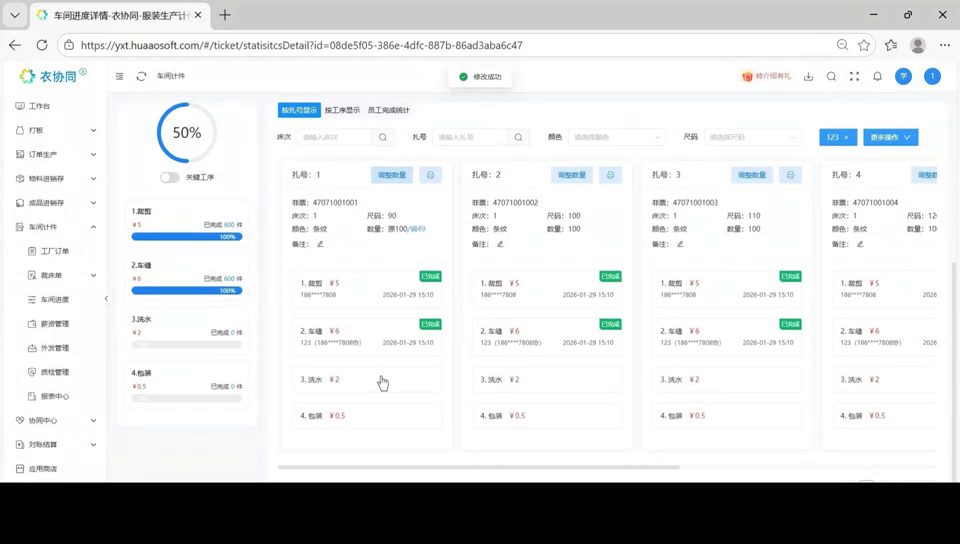 车间进度详情-衣协同-服装生产计
https://yxt.huaaosoft.com/#/ticket/statisitcsDetail?id=08de5f05-386e-4dfc-887b-86ad3aba6c47
衣协同®
车间计件
修改成功
转介绍有礼
学
1
工作台
打板
订单生产
物料进销存
成品进销存
车间计件
工厂订单
裁床单
车间进度
薪资管理
外发管理
质检管理
报表中心
协同中心
对账结算
应用商店
50%
关键工序
1.裁剪
¥5 已完成 600 件
100%
2.车缝
¥6 已完成 600 件
100%
3.洗水
¥2 已完成 0 件
4.包装
¥0.5 已完成 0 件
按扎号显示 按工序显示 员工完成统计
床次 请输入床次 扎号 请输入扎号 颜色 请选择颜色 尺码 请选择尺码 123 × 更多操作
扎号：1 调整数量
菲票：47071001001
床次：1 尺码：90
颜色：条纹 数量：原100/调49
备注：
1. 裁剪 ¥5 已完成
186****7808 2026-01-29 15:10
2. 车缝 ¥6 已完成
123（186****7808协） 2026-01-29 15:10
3. 洗水 ¥2
4. 包装 ¥0.5
扎号：2 调整数量
菲票：47071001002
床次：1 尺码：100
颜色：条纹 数量：100
备注：
1. 裁剪 ¥5 已完成
186****7808 2026-01-29 15:10
2. 车缝 ¥6 已完成
123（186****7808协） 2026-01-29 15:10
3. 洗水 ¥2
4. 包装 ¥0.5
扎号：3 调整数量
菲票：47071001003
床次：1 尺码：110
颜色：条纹 数量：100
备注：
1. 裁剪 ¥5 已完成
186****7808 2026-01-29 15:10
2. 车缝 ¥6 已完成
123（186****7808协） 2026-01-29 15:10
3. 洗水 ¥2
4. 包装 ¥0.5
扎号：4 调整数
菲票：47071001004
床次：1 尺码：12
颜色：条纹 数量：10
备注：
1. 裁剪 ¥5
186****7808 2026
2. 车缝 ¥6
123（186****7808协） 2026
3. 洗水 ¥2
4. 包装 ¥0.5